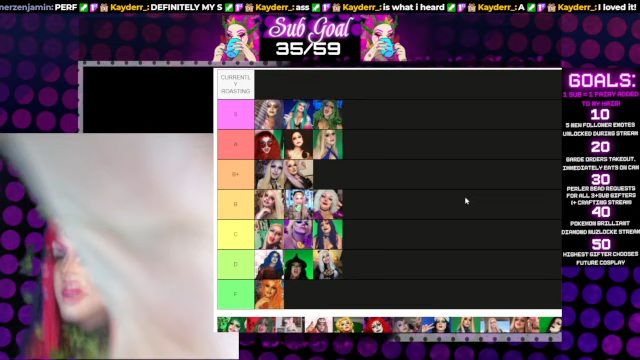 nerzenjamin: PERF Kayderr_: DEFINITELY MY S Kayderr_: ass Kayderr_: is what i heard Kayderr_: A Kayderr_: I loved it!
Sub Goal
35/59
CURRENTL
Y
ROASTING
S
A
B+
B
C
D
F
GOALS:
1 SUB = 1 FAIRY ADDED
TO MY HAIR!
10
5 NEW FOLLOWER EMOTES
UNLOCKED DURING STREAM
20
GARDE ORDERS TAKEOUT,
IMMEDIATELY EATS ON CAM
30
PERLER BEAD REQUESTS
FOR ALL 3+SUB GIFTERS
(+ CRAFTING STREAM)
40
POKEMON BRILLIANT
DIAMOND NUZLOCKE STREAM
50
HIGHEST GIFTER CHOOSES
FUTURE COSPLAY